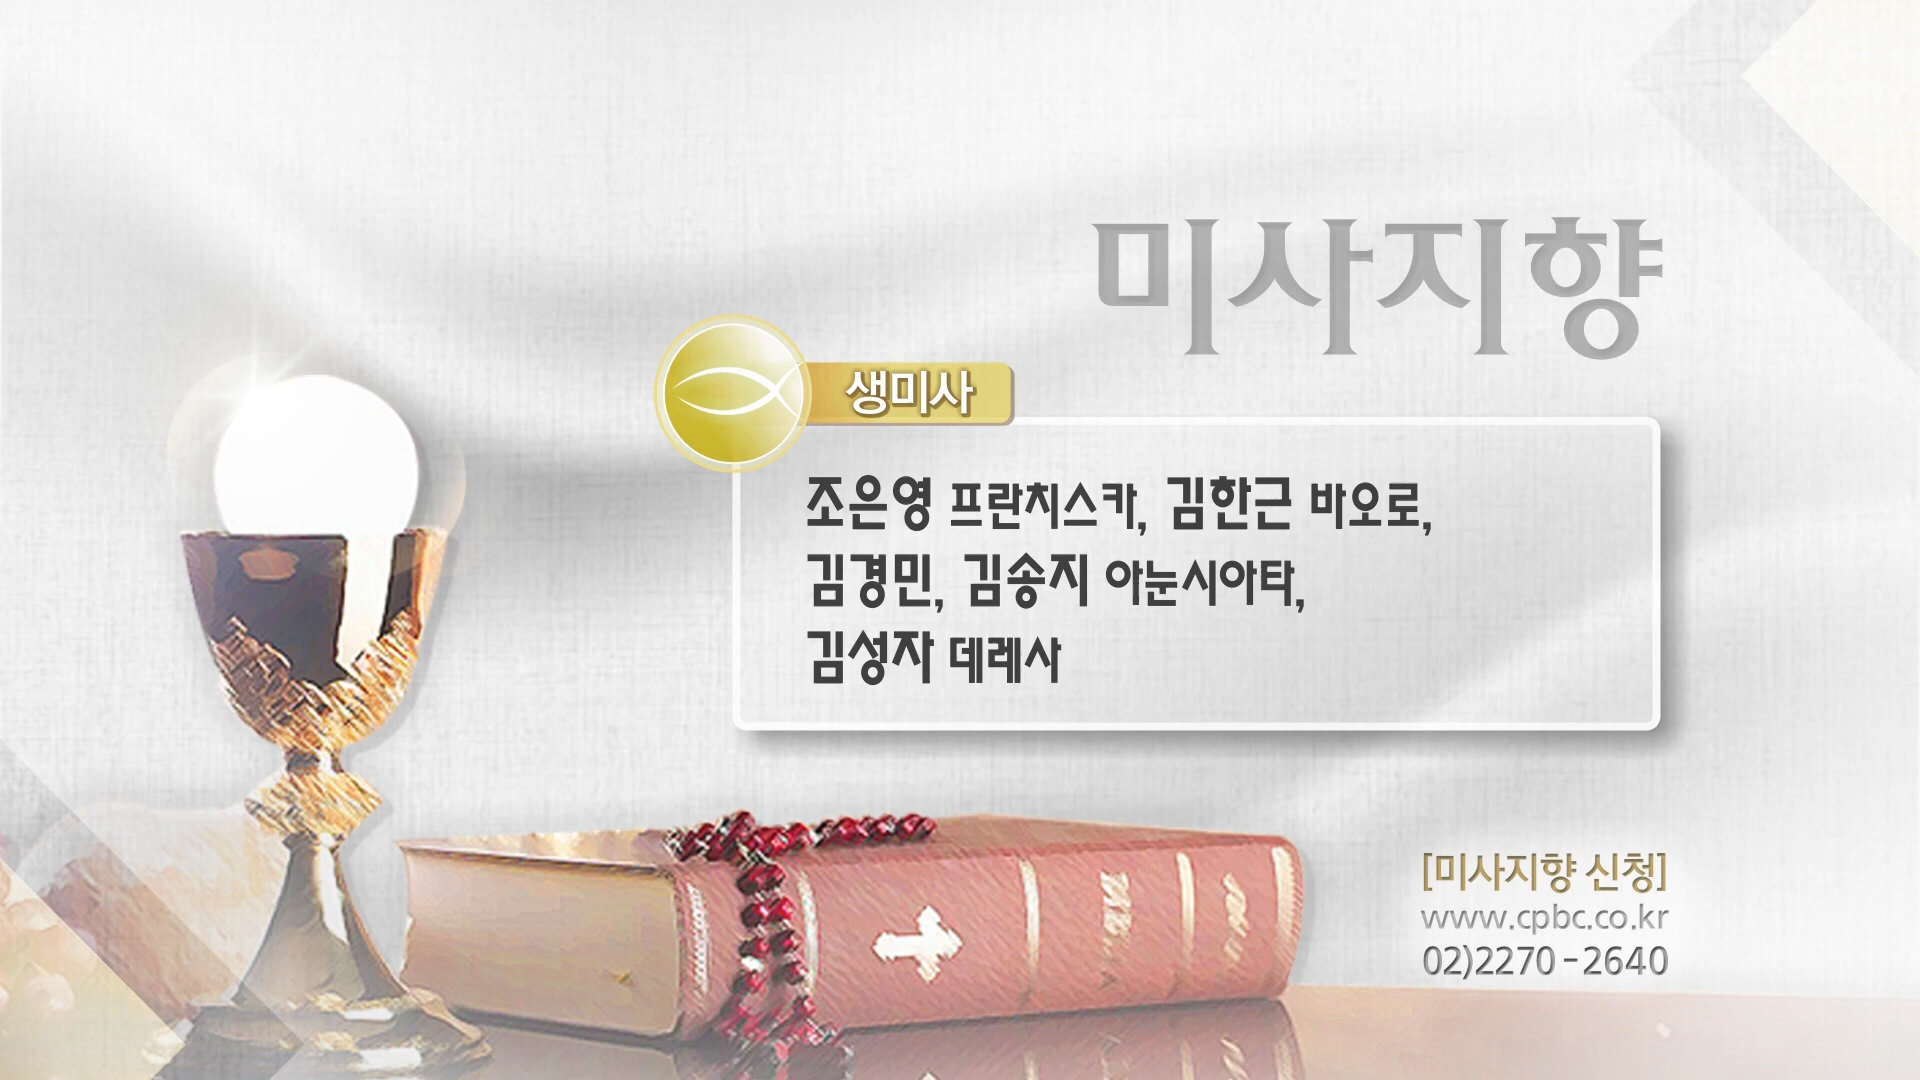 미사지향
생미사
조은영 프란치스카, 김한근 바오로,
김경민, 김송지 아눈시아타,
김성자 데레사
[미사지향 신청]
www.cpbc.co.kr
02)2270-2640